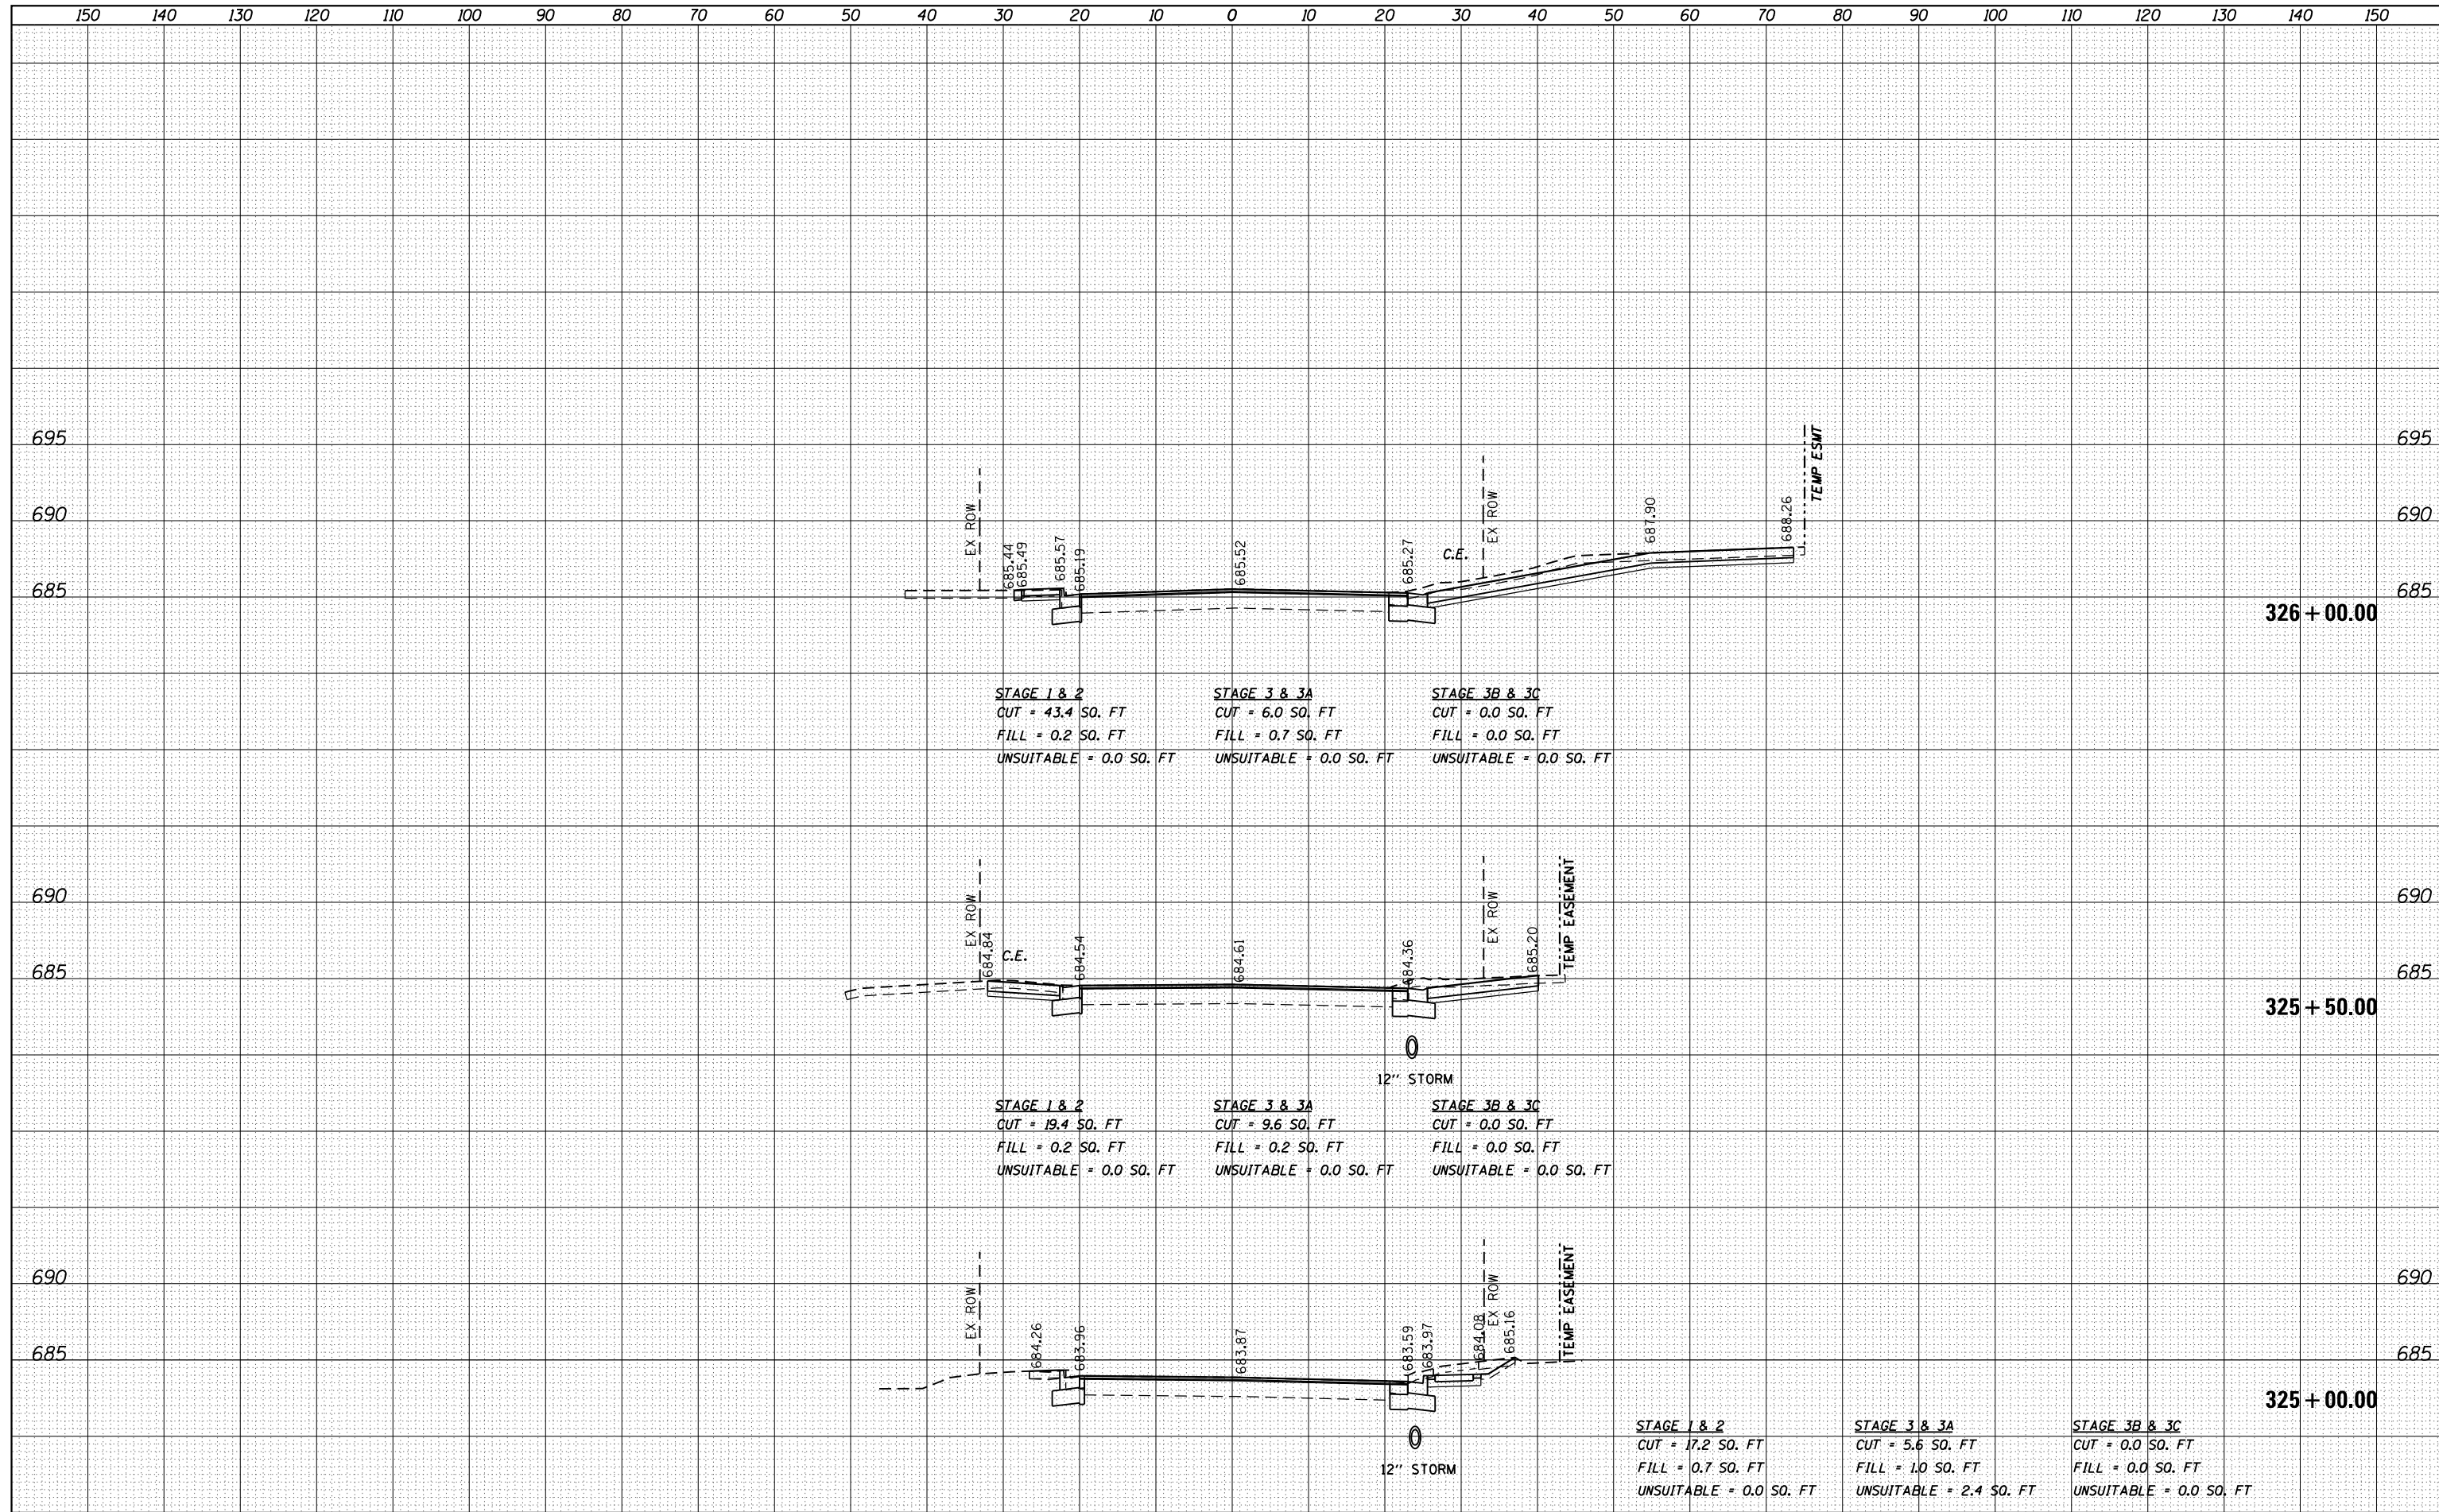 150 140 130 120 110 100 90 80 70 60 50 40 30 20 10 0 10 20 30 40 50 60 70 80 90 100 110 120 130 140 150
695 695
TEMP ESMT
690 EX ROW 685.44 685.49 685.57 685.19 685.52 685.27 C.E. EX ROW 687.90 688.26 690
685 685
326+00.00
STAGE 1 & 2 STAGE 3 & 3A STAGE 3B & 3C
CUT = 43.4 SQ. FT CUT = 6.0 SQ. FT CUT = 0.0 SQ. FT
FILL = 0.2 SQ. FT FILL = 0.7 SQ. FT FILL = 0.0 SQ. FT
UNSUITABLE = 0.0 SQ. FT UNSUITABLE = 0.0 SQ. FT UNSUITABLE = 0.0 SQ. FT
690 690
EX ROW 684.84 C.E. 684.54 684.61 684.36 EX ROW 685.20 TEMP EASEMENT
685 685
325+50.00
12'' STORM
STAGE 1 & 2 STAGE 3 & 3A STAGE 3B & 3C
CUT = 19.4 SQ. FT CUT = 9.6 SQ. FT CUT = 0.0 SQ. FT
FILL = 0.2 SQ. FT FILL = 0.2 SQ. FT FILL = 0.0 SQ. FT
UNSUITABLE = 0.0 SQ. FT UNSUITABLE = 0.0 SQ. FT UNSUITABLE = 0.0 SQ. FT
690 690
EX ROW 684.26 683.96 683.87 683.59 683.97 684.08 EX ROW 685.16 TEMP EASEMENT
685 685
325+00.00
12'' STORM
STAGE 1 & 2 STAGE 3 & 3A STAGE 3B & 3C
CUT = 17.2 SQ. FT CUT = 5.6 SQ. FT CUT = 0.0 SQ. FT
FILL = 0.7 SQ. FT FILL = 1.0 SQ. FT FILL = 0.0 SQ. FT
UNSUITABLE = 0.0 SQ. FT UNSUITABLE = 2.4 SQ. FT UNSUITABLE = 0.0 SQ. FT